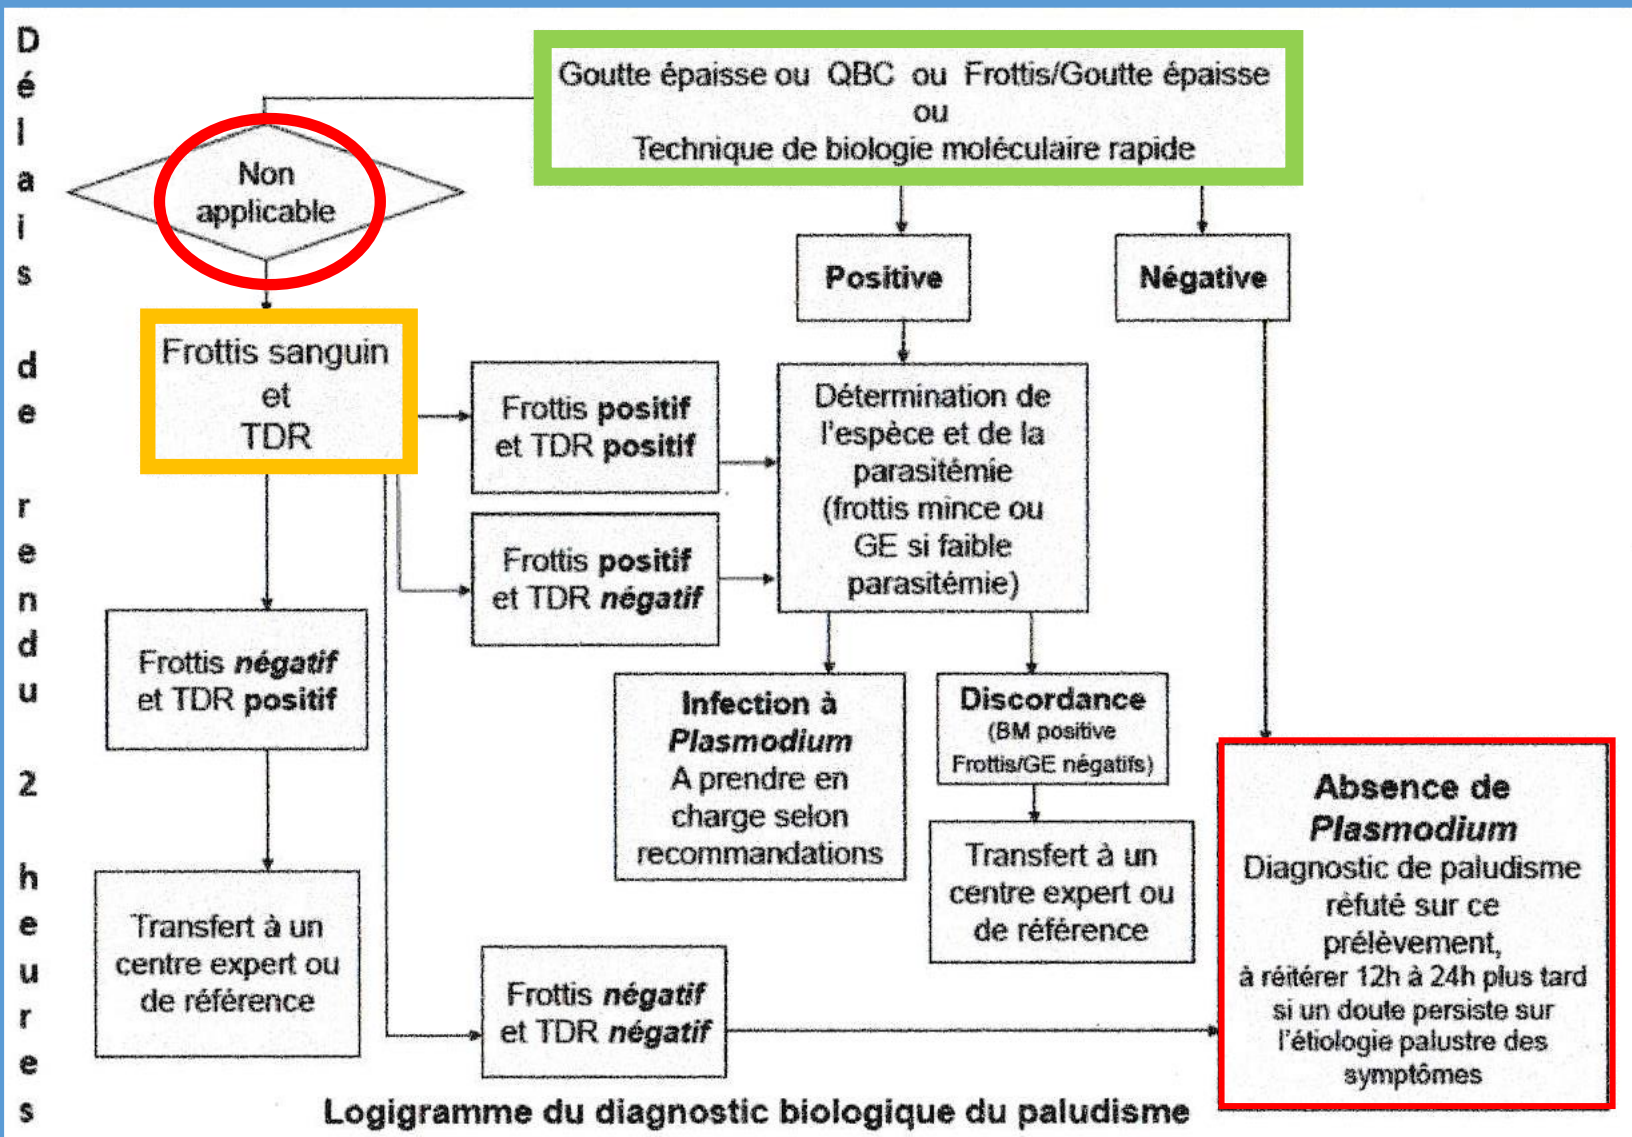 Délais de rendu 2 heures
Goutte épaisse ou QBC ou Frottis/Goutte épaisse
ou
Technique de biologie moléculaire rapide
Non
applicable
Positive
Négative
Frottis sanguin
et
TDR
Frottis positif
et TDR positif
Détermination de
l'espèce et de la
parasitémie
(frottis mince ou
GE si faible
parasitémie)
Frottis positif
et TDR négatif
Frottis négatif
et TDR positif
Infection à
Plasmodium
A prendre en
charge selon
recommandations
Discordance
(BM positive
Frottis/GE négatifs)
Transfert à un
centre expert ou
de référence
Absence de
Plasmodium
Diagnostic de paludisme
réfuté sur ce
prélèvement,
à réitérer 12h à 24h plus tard
si un doute persiste sur
l'étiologie palustre des
symptômes
Transfert à un
centre expert ou
de référence
Frottis négatif
et TDR négatif
Logigramme du diagnostic biologique du paludisme